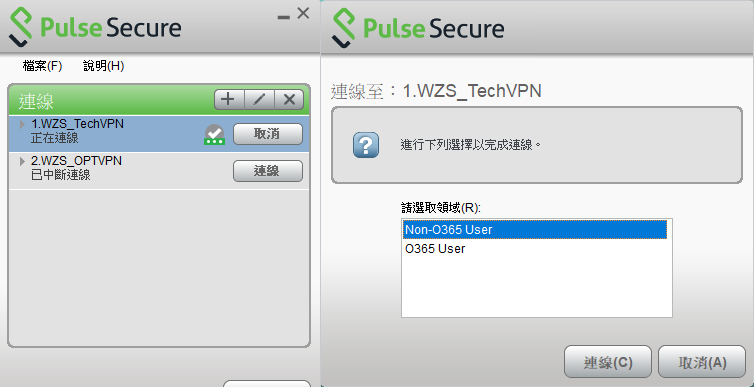 Pulse Secure
檔案(F) 說明(H)
連線
1.WZS_TechVPN
正在連線
取消
2.WZS_OPTVPN
已中斷連線
連線
Pulse Secure
連線至：1.WZS_TechVPN
進行下列選擇以完成連線。
請選取領域(R):
Non-O365 User
O365 User
連線(C) 取消(A)